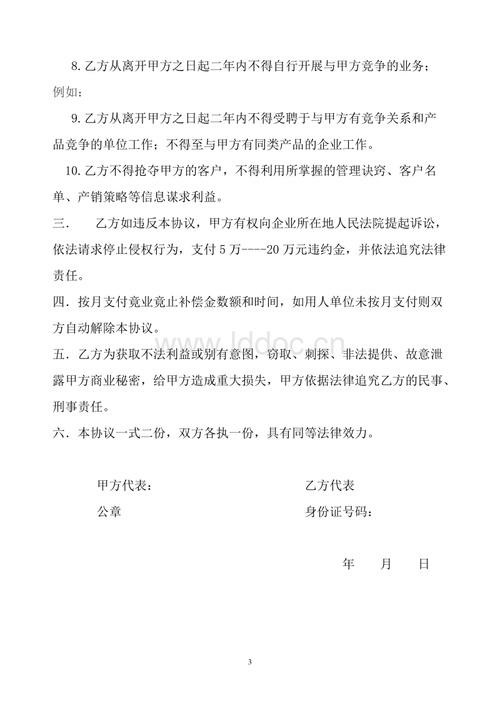 8.乙方从离开甲方之日起二年内不得自行开展与甲方竞争的业务；
例如：
9.乙方从离开甲方之日起二年内不得受聘于与甲方有竞争关系和产
品竞争的单位工作；不得至与甲方有同类产品的企业工作。
10.乙方不得抢夺甲方的客户，不得利用所掌握的管理诀窍、客户名
单、产销策略等信息谋求利益。
三． 乙方如违反本协议，甲方有权向企业所在地人民法院提起诉讼，
依法请求停止侵权行为，支付5万----20万元违约金，并依法追究法律
责任。
四．按月支付竟业竟止补偿金数额和时间，如用人单位未按月支付则双
方自动解除本协议。
www.lddoc.cn
五．乙方为获取不法利益或别有意图，窃取、刺探、非法提供、故意泄
露甲方商业秘密，给甲方造成重大损失，甲方依据法律追究乙方的民事、
刑事责任。
六．本协议一式二份，双方各执一份，具有同等法律效力。
甲方代表： 乙方代表
公章 身份证号码：
年 月 日
3